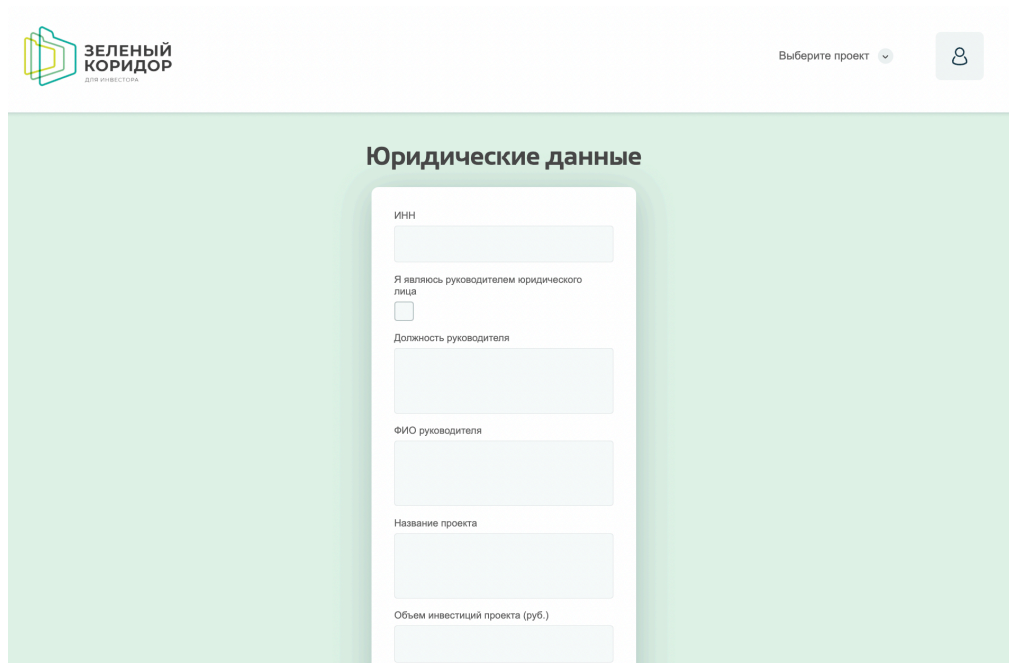 ЗЕЛЕНЫЙ
КОРИДОР
ДЛЯ ИНВЕСТОРА
Выберите проект
Юридические данные
ИНН
Я являюсь руководителем юридического
лица
Должность руководителя
ФИО руководителя
Название проекта
Объем инвестиций проекта (руб.)